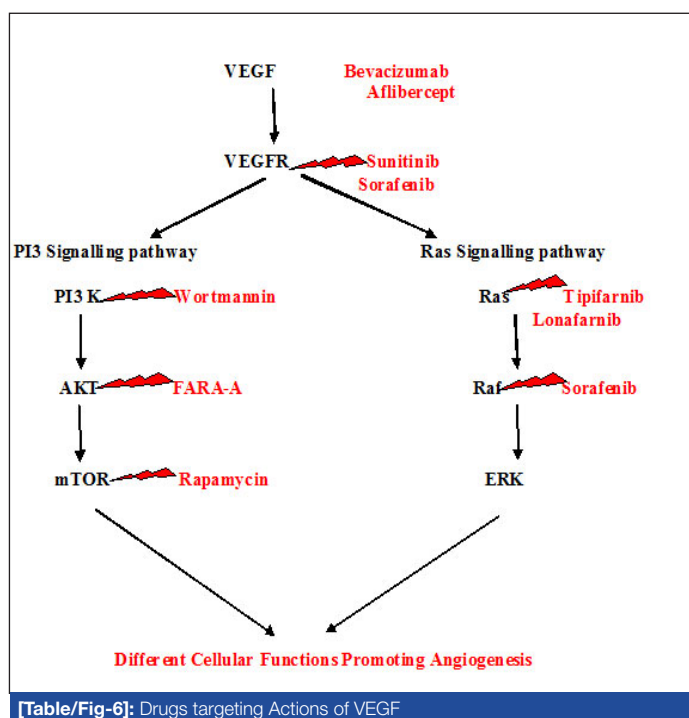 VEGF Bevacizumab
Aflibercept
VEGFR Sunitinib
Sorafenib
PI3 Signalling pathway Ras Signalling pathway
PI3 K Wortmannin Ras Tipifarnib
Lonafarnib
AKT FARA-A Raf Sorafenib
mTOR Rapamycin ERK
Different Cellular Functions Promoting Angiogenesis
[Table/Fig-6]: Drugs targeting Actions of VEGF